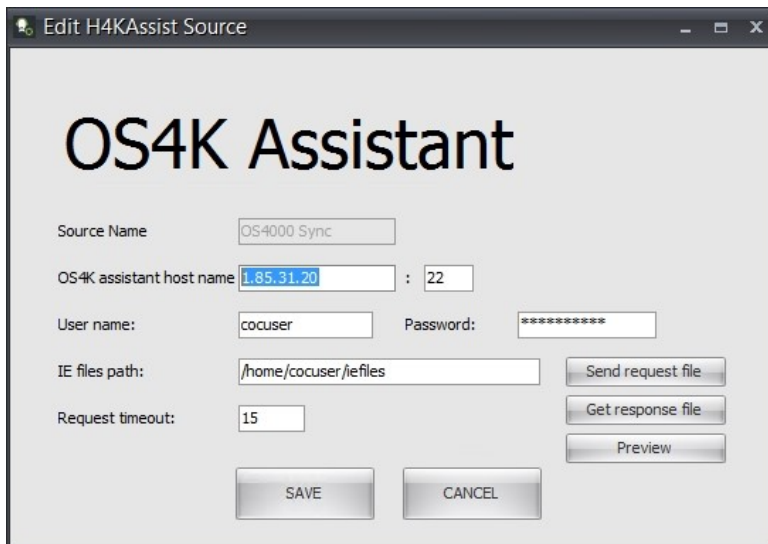 Edit H4KAssist Source
OS4K Assistant
Source Name OS4000 Sync
OS4K assistant host name 1.85.31.20 : 22
User name: cocuser Password: **********
IE files path: /home/cocuser/iefiles Send request file
Get response file
Request timeout: 15
Preview
SAVE CANCEL